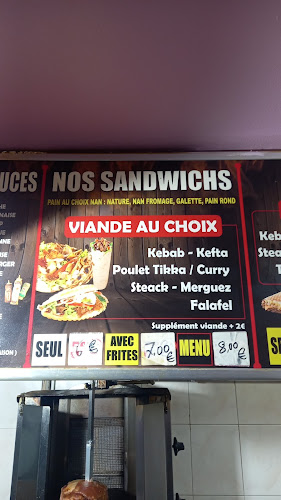 UCES
NOS SANDWICHS
PAIN AU CHOIX NAN : NATURE, NAN FROMAGE, GALETTE, PAIN ROND
VIANDE AU CHOIX
Kebab - Kefta
Poulet Tikka / Curry
Steack - Merguez
Falafel
Supplément viande + 2€
SEUL 6 €
AVEC FRITES 7,00 €
MENU 8,00 €